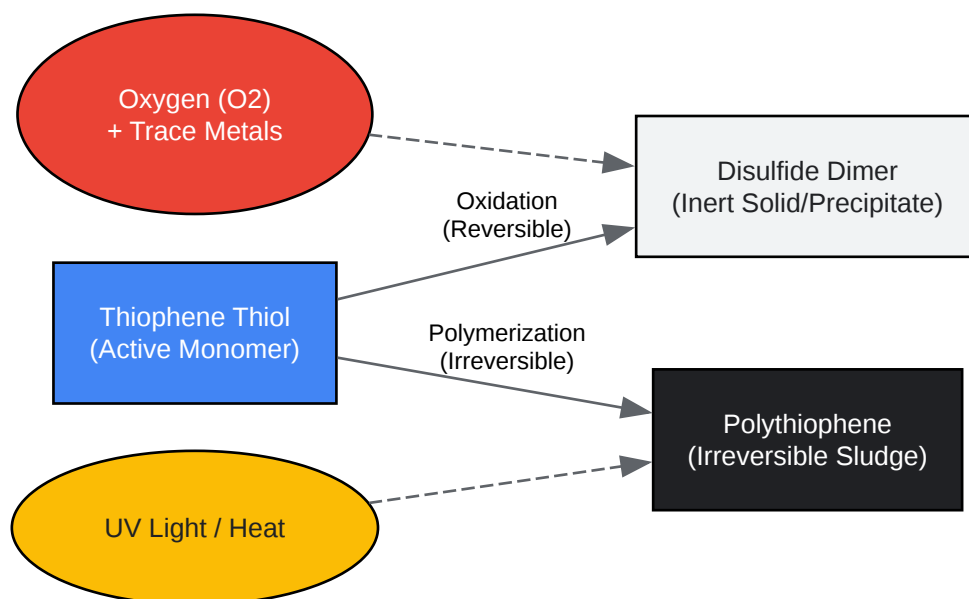 Oxygen (O2)
+ Trace Metals
Disulfide Dimer
(Inert Solid/Precipitate)
Oxidation
(Reversible)
Thiophene Thiol
(Active Monomer)
Polymerization
(Irreversible)
Polythiophene
(Irreversible Sludge)
UV Light / Heat